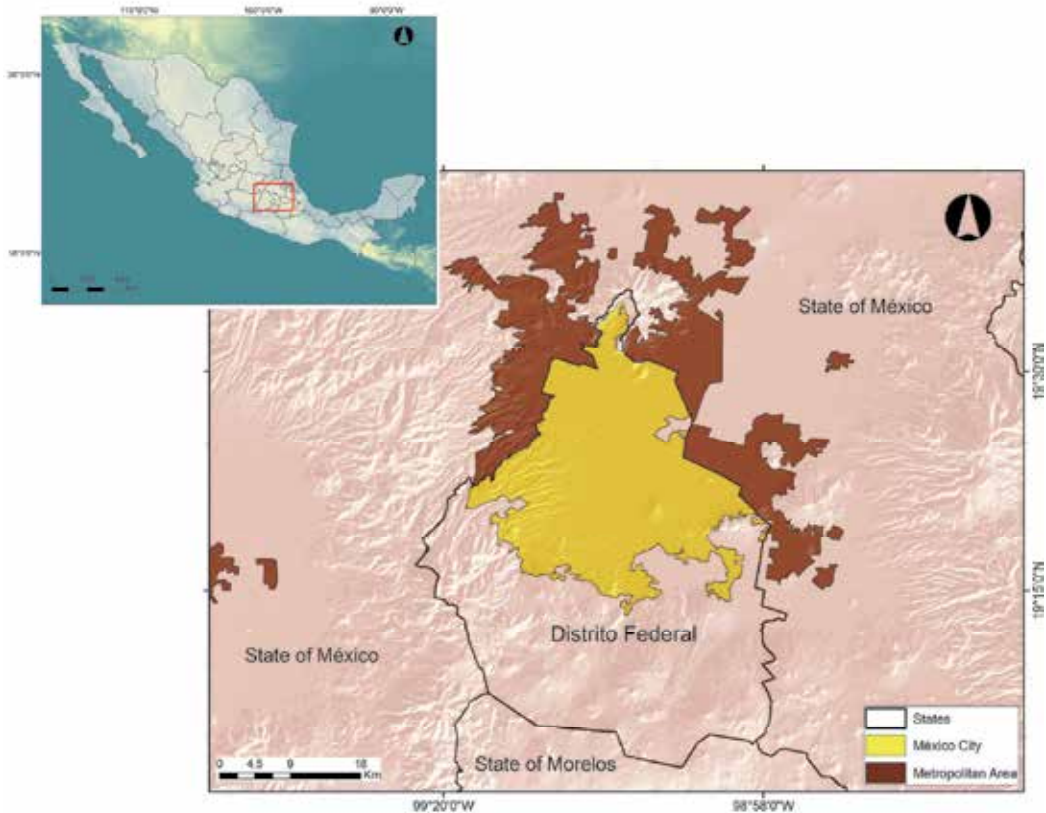 State of México
19°30'0"N
19°15'0"N
Distrito Federal
State of México
State of Morelos
States
México City
Metropolitan Area
0 4.5 9 18
Km
99°20'0"W 98°58'0"W